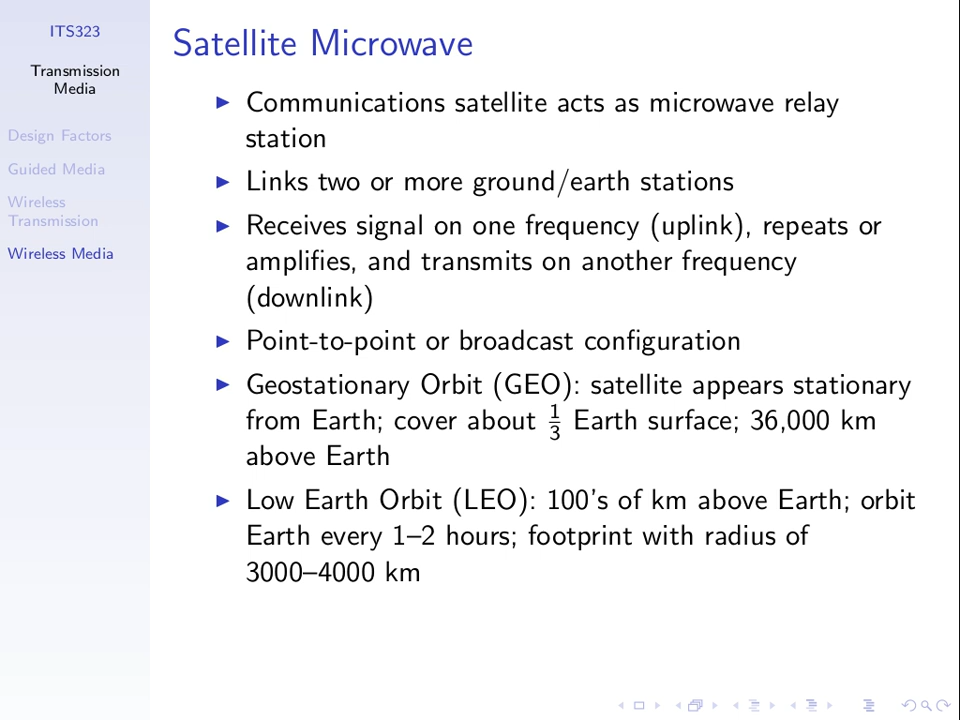 ITS323
Transmission
Media
Design Factors
Guided Media
Wireless
Transmission
Wireless Media
Satellite Microwave
Communications satellite acts as microwave relay
station
Links two or more ground/earth stations
Receives signal on one frequency (uplink), repeats or
amplifies, and transmits on another frequency
(downlink)
Point-to-point or broadcast configuration
Geostationary Orbit (GEO): satellite appears stationary
from Earth; cover about 1/3 Earth surface; 36,000 km
above Earth
Low Earth Orbit (LEO): 100's of km above Earth; orbit
Earth every 1–2 hours; footprint with radius of
3000–4000 km